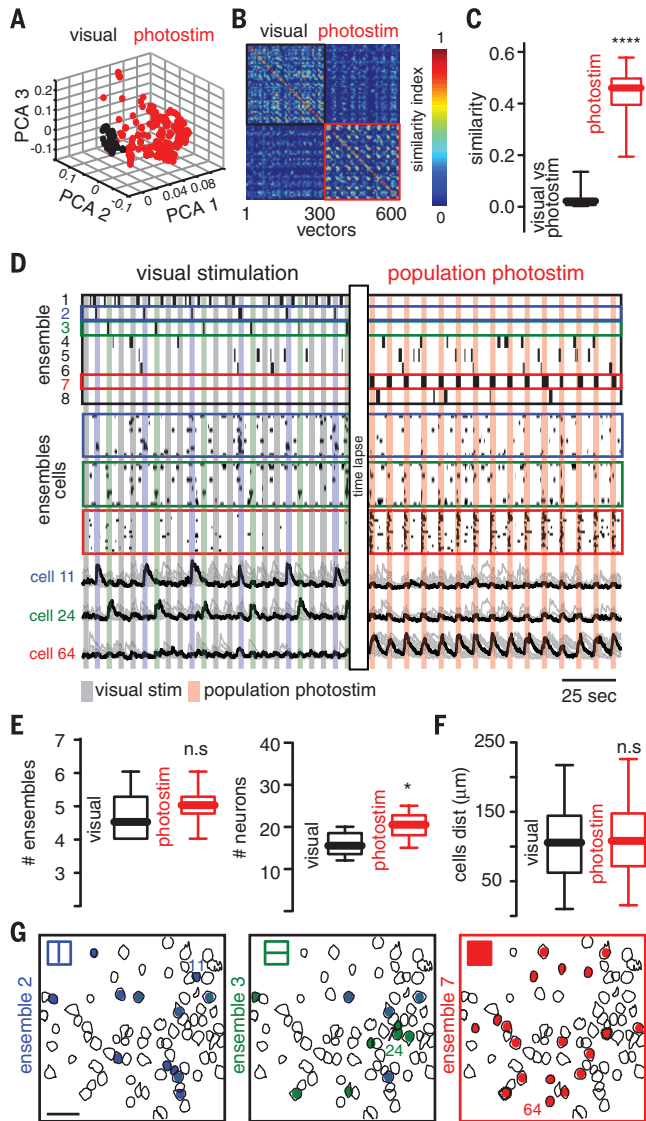 A
visual photostim
PCA 3
0.2
0.1
0
-0.1
0.1
0
-0.1
PCA 2
0 0.04 0.08
PCA 1
B
visual photostim
1 300 600
vectors
1
similarity index
0
C
****
0.6
0.4
0.2
0.0
similarity
visual vs
photostim
photostim
D
visual stimulation
population photostim
ensemble
1
2
3
4
5
6
7
8
ensembles
cells
time lapse
cell 11
cell 24
cell 64
visual stim
population photostim
25 sec
E
# ensembles
7
6
5
4
3
n.s
visual
photostim
# neurons
40
30
20
10
*
visual
photostim
F
cells dist (μm)
250
150
50
n.s
visual
photostim
G
ensemble 2
11
ensemble 3
24
ensemble 7
64